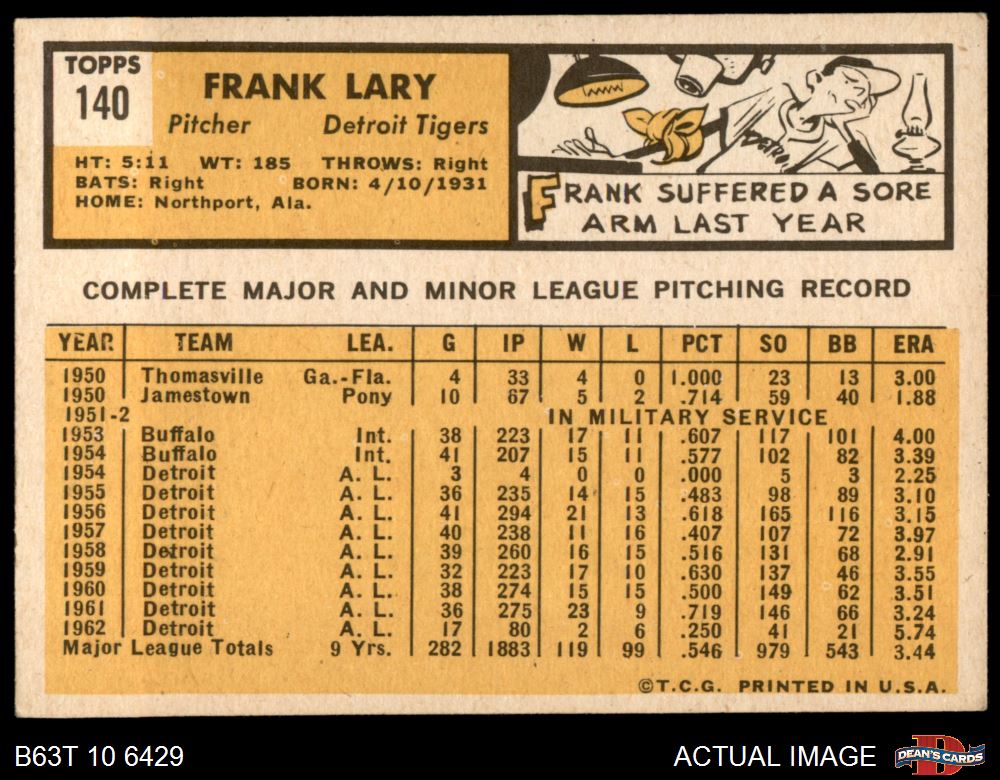 TOPPS
140
FRANK LARY
Pitcher Detroit Tigers
HT: 5:11 WT: 185 THROWS: Right
BATS: Right BORN: 4/10/1931
HOME: Northport, Ala.
DETRO
FRANK SUFFERED A SORE
ARM LAST YEAR
COMPLETE MAJOR AND MINOR LEAGUE PITCHING RECORD
YEAR TEAM LEA. G IP W L PCT SO BB ERA
1950 Thomasville Ga.-Fla. 4 33 4 0 1.000 23 13 3.00
1950 Jamestown Pony 10 67 5 2 .714 59 40 1.88
1951-2 IN MILITARY SERVICE
1953 Buffalo Int. 38 223 17 11 .607 117 101 4.00
1954 Buffalo Int. 41 207 15 11 .577 102 82 3.39
1954 Detroit A. L. 3 4 0 0 .000 5 3 2.25
1955 Detroit A. L. 36 235 14 15 .483 98 89 3.10
1956 Detroit A. L. 41 294 21 13 .618 165 116 3.15
1957 Detroit A. L. 40 238 11 16 .407 107 72 3.97
1958 Detroit A. L. 39 260 16 15 .516 131 68 2.91
1959 Detroit A. L. 32 223 17 10 .630 137 46 3.55
1960 Detroit A. L. 38 274 15 15 .500 149 62 3.51
1961 Detroit A. L. 36 275 23 9 .719 146 66 3.24
1962 Detroit A. L. 17 80 2 6 .250 41 21 5.74
Major League Totals 9 Yrs. 282 1883 119 99 .546 979 543 3.44
©T.C.G. PRINTED IN U.S.A.
B63T 10 6429
ACTUAL IMAGE
D
DEAN'S CARDS